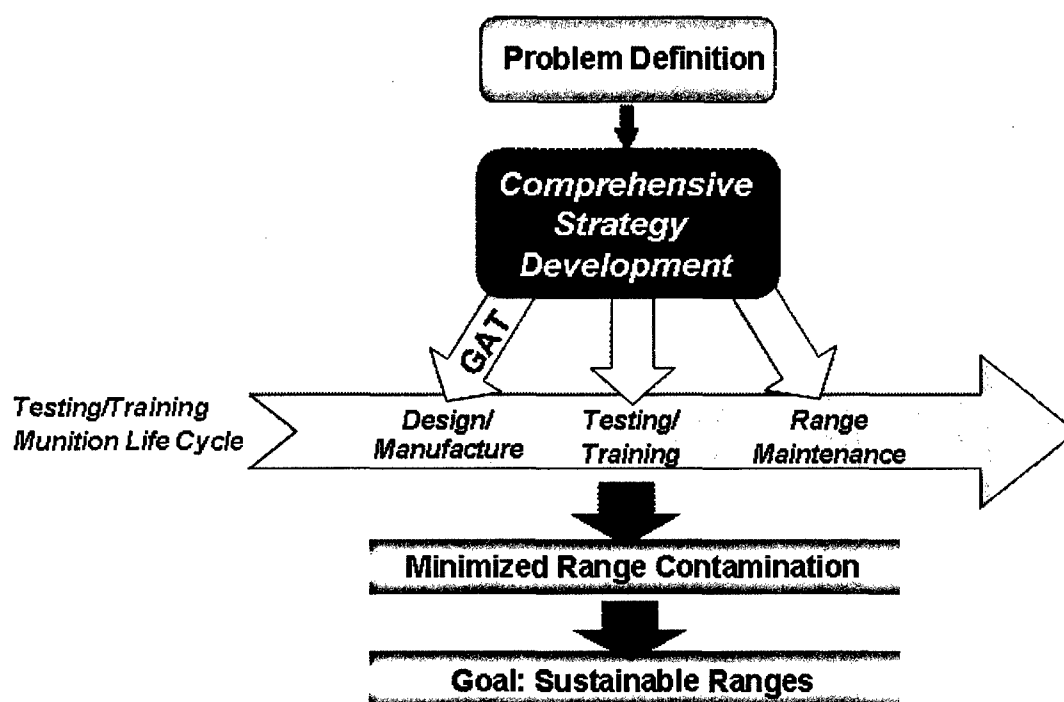 Problem Definition
Comprehensive
Strategy
Development
GAT
Testing/Training
Munition Life Cycle
Design/
Manufacture
Testing/
Training
Range
Maintenance
Minimized Range Contamination
Goal: Sustainable Ranges